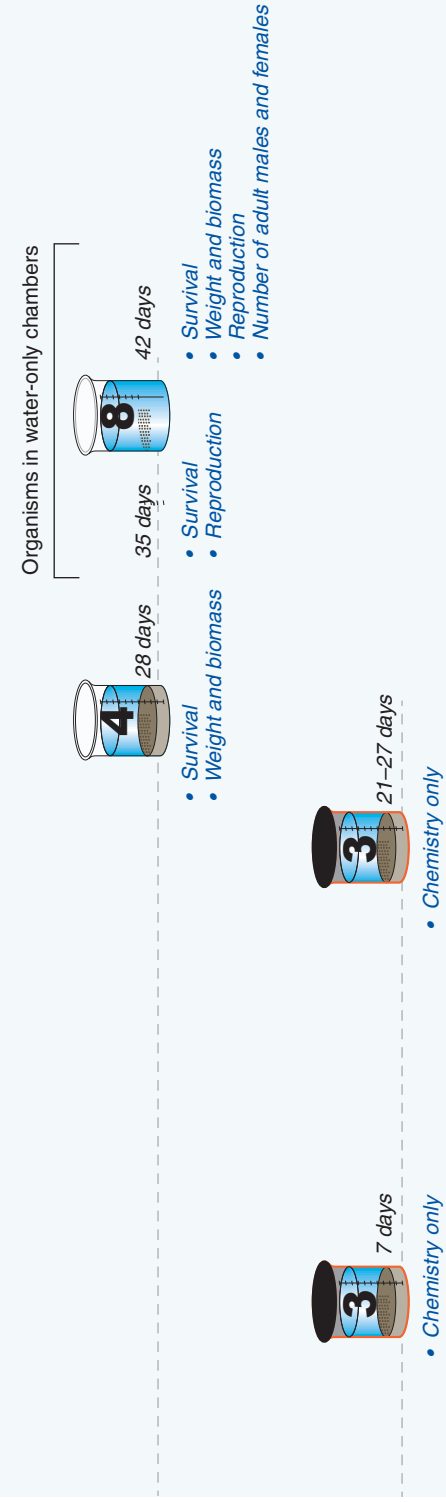 Organisms in water-only chambers
4
28 days
• Survival
• Weight and biomass
35 days
• Survival
• Reproduction
8
42 days
• Survival
• Weight and biomass
• Reproduction
• Number of adult males and females
3
7 days
• Chemistry only
3
21–27 days
• Chemistry only